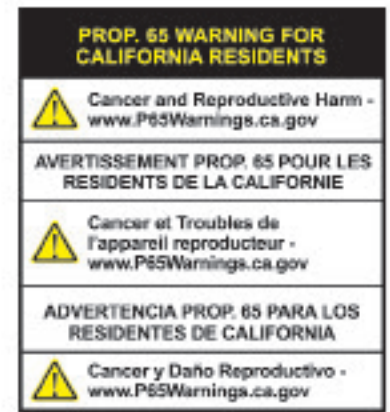 PROP. 65 WARNING FOR
CALIFORNIA RESIDENTS
Cancer and Reproductive Harm -
www.P65Warnings.ca.gov
AVERTISSEMENT PROP. 65 POUR LES
RESIDENTS DE LA CALIFORNIE
Cancer et Troubles de
l'appareil reproducteur -
www.P65Warnings.ca.gov
ADVERTENCIA PROP. 65 PARA LOS
RESIDENTES DE CALIFORNIA
Cancer y Daño Reproductivo -
www.P65Warnings.ca.gov